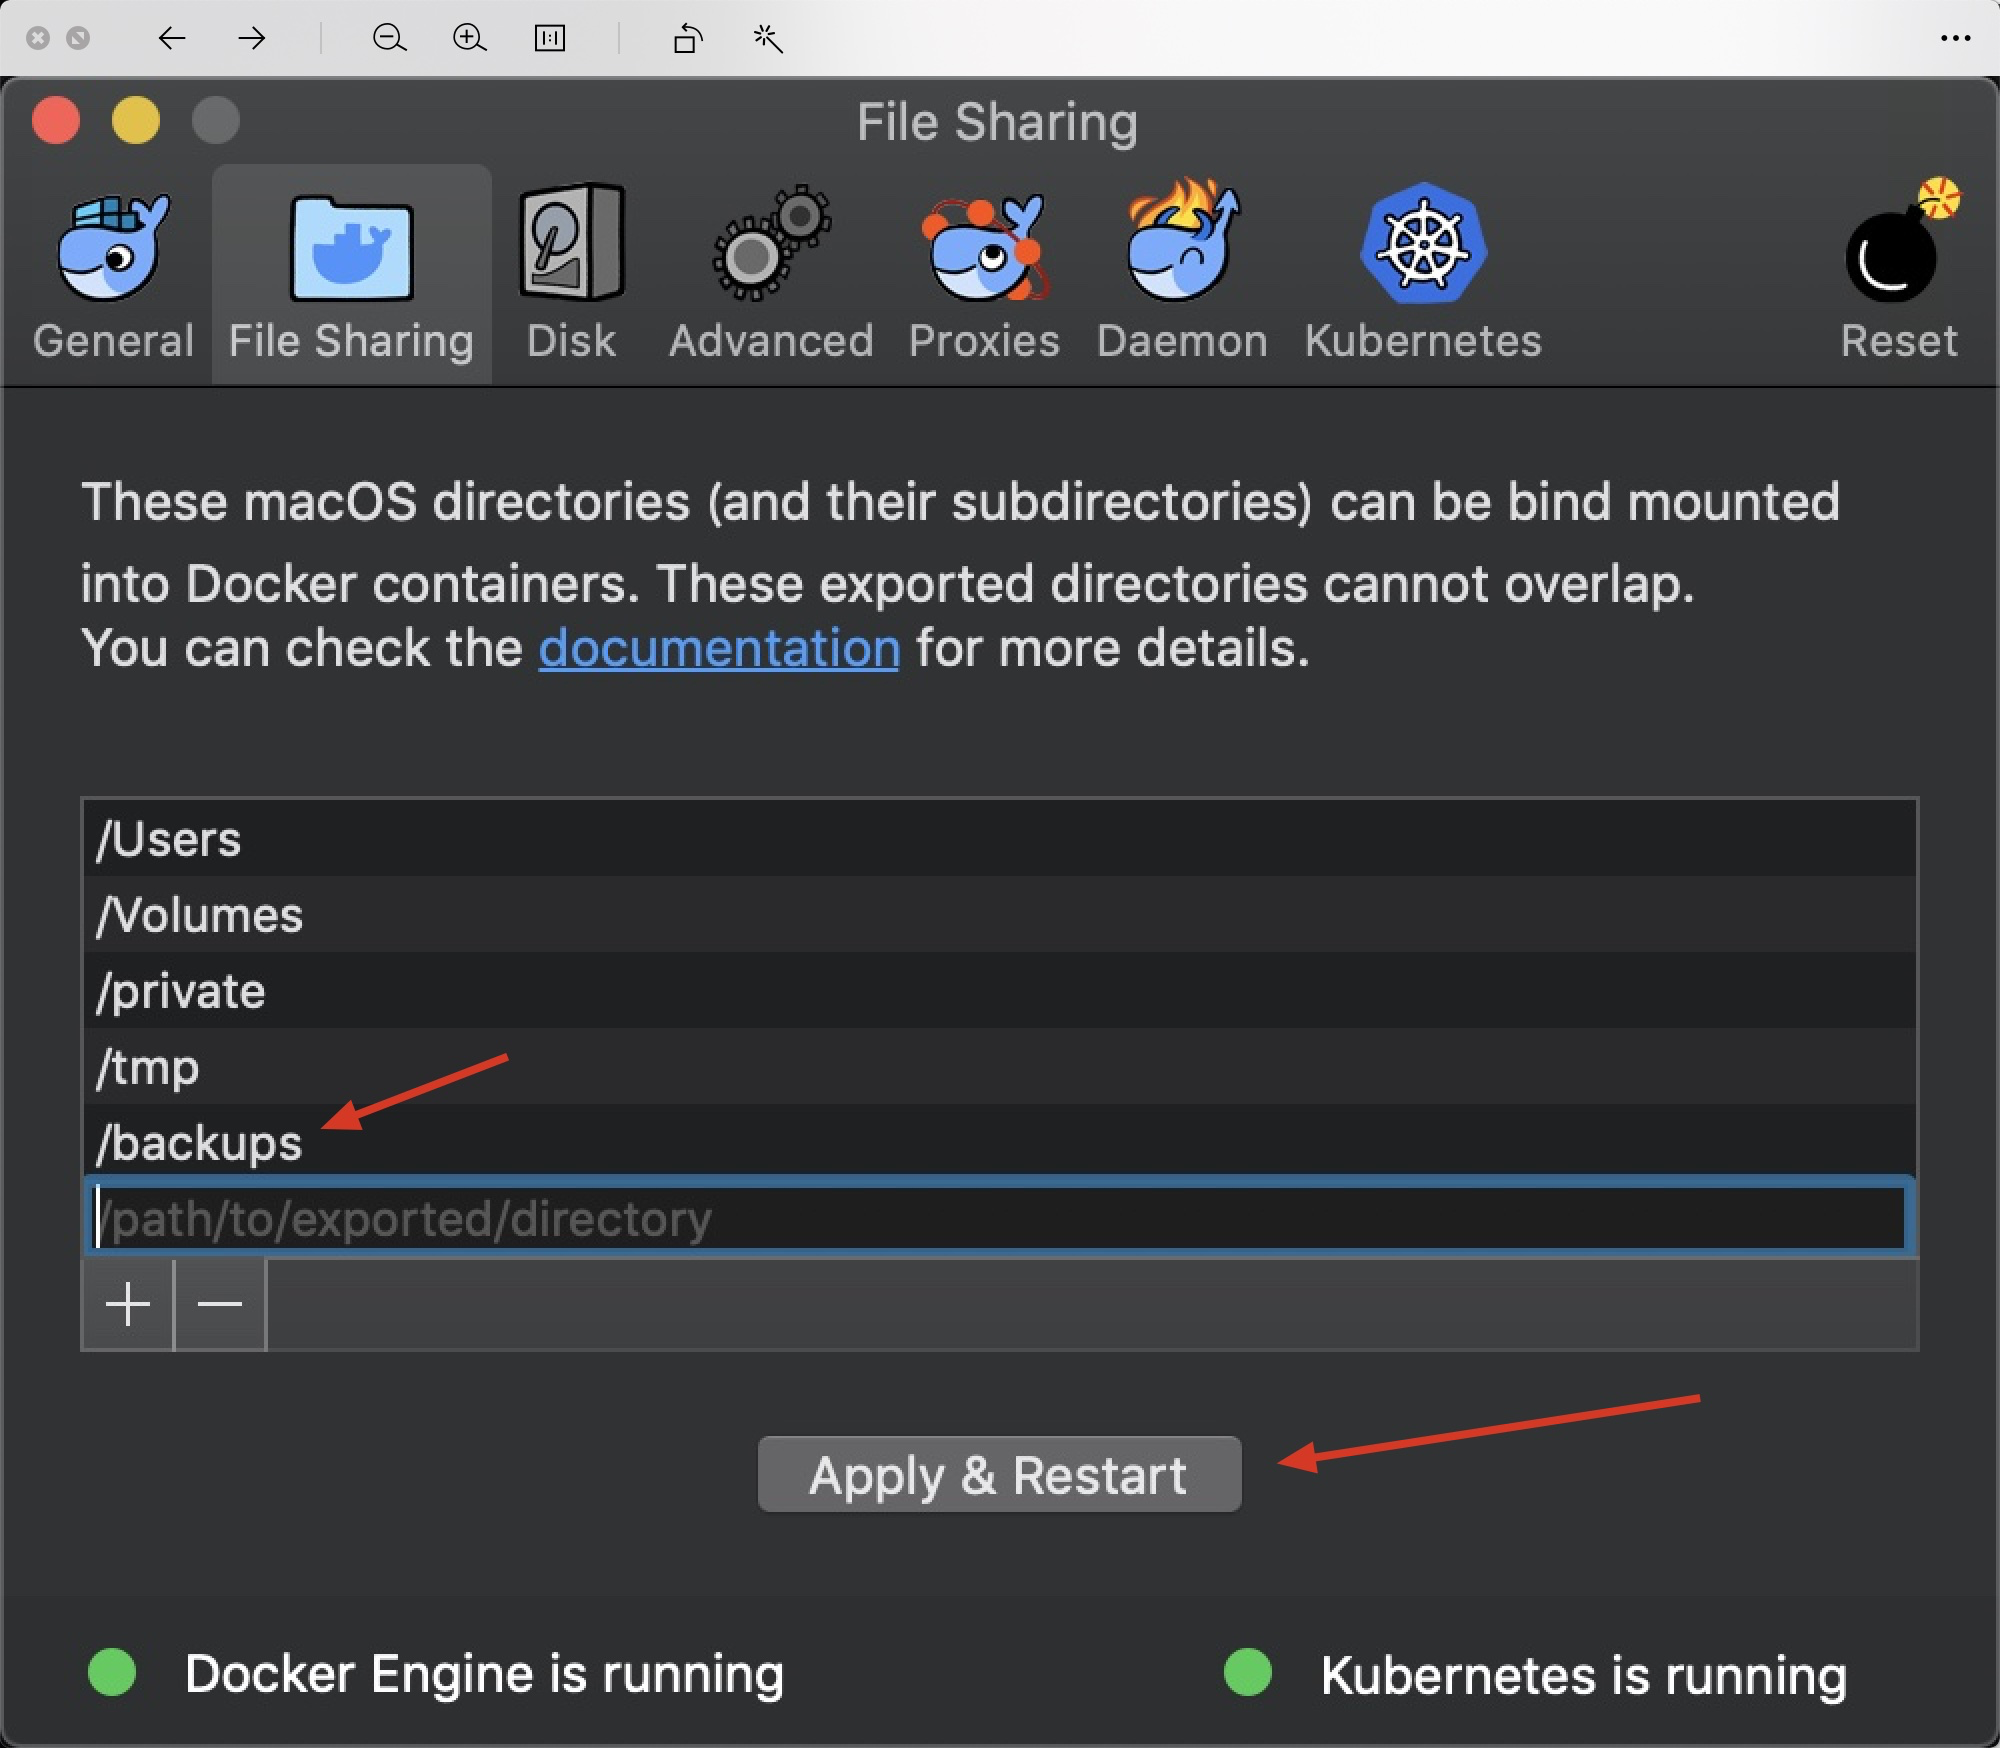 File Sharing
General
File Sharing
Disk
Advanced
Proxies
Daemon
Kubernetes
Reset
These macOS directories (and their subdirectories) can be bind mounted
into Docker containers. These exported directories cannot overlap.
You can check the documentation for more details.
/Users
/Volumes
/private
/tmp
/backups
/path/to/exported/directory
Apply & Restart
Docker Engine is running
Kubernetes is running